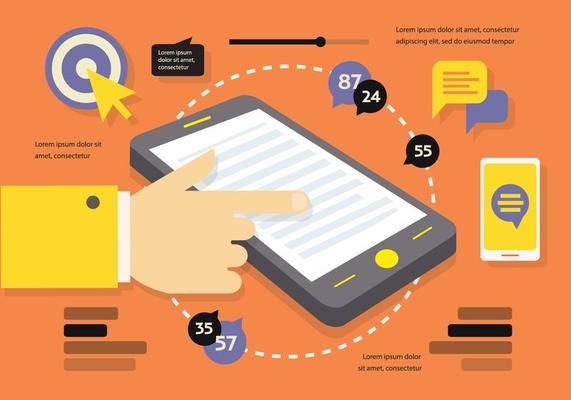 Lorem ipsum dolor sit amet, consectetur
adipiscing elit, sed do eiusmod tempor
Lorem ipsum
dolor sit amet,
consectetur
87
24
Lorem ipsum dolor sit
amet, consectetur
55
35
57
Lorem ipsum dolor
sit amet, consectetur